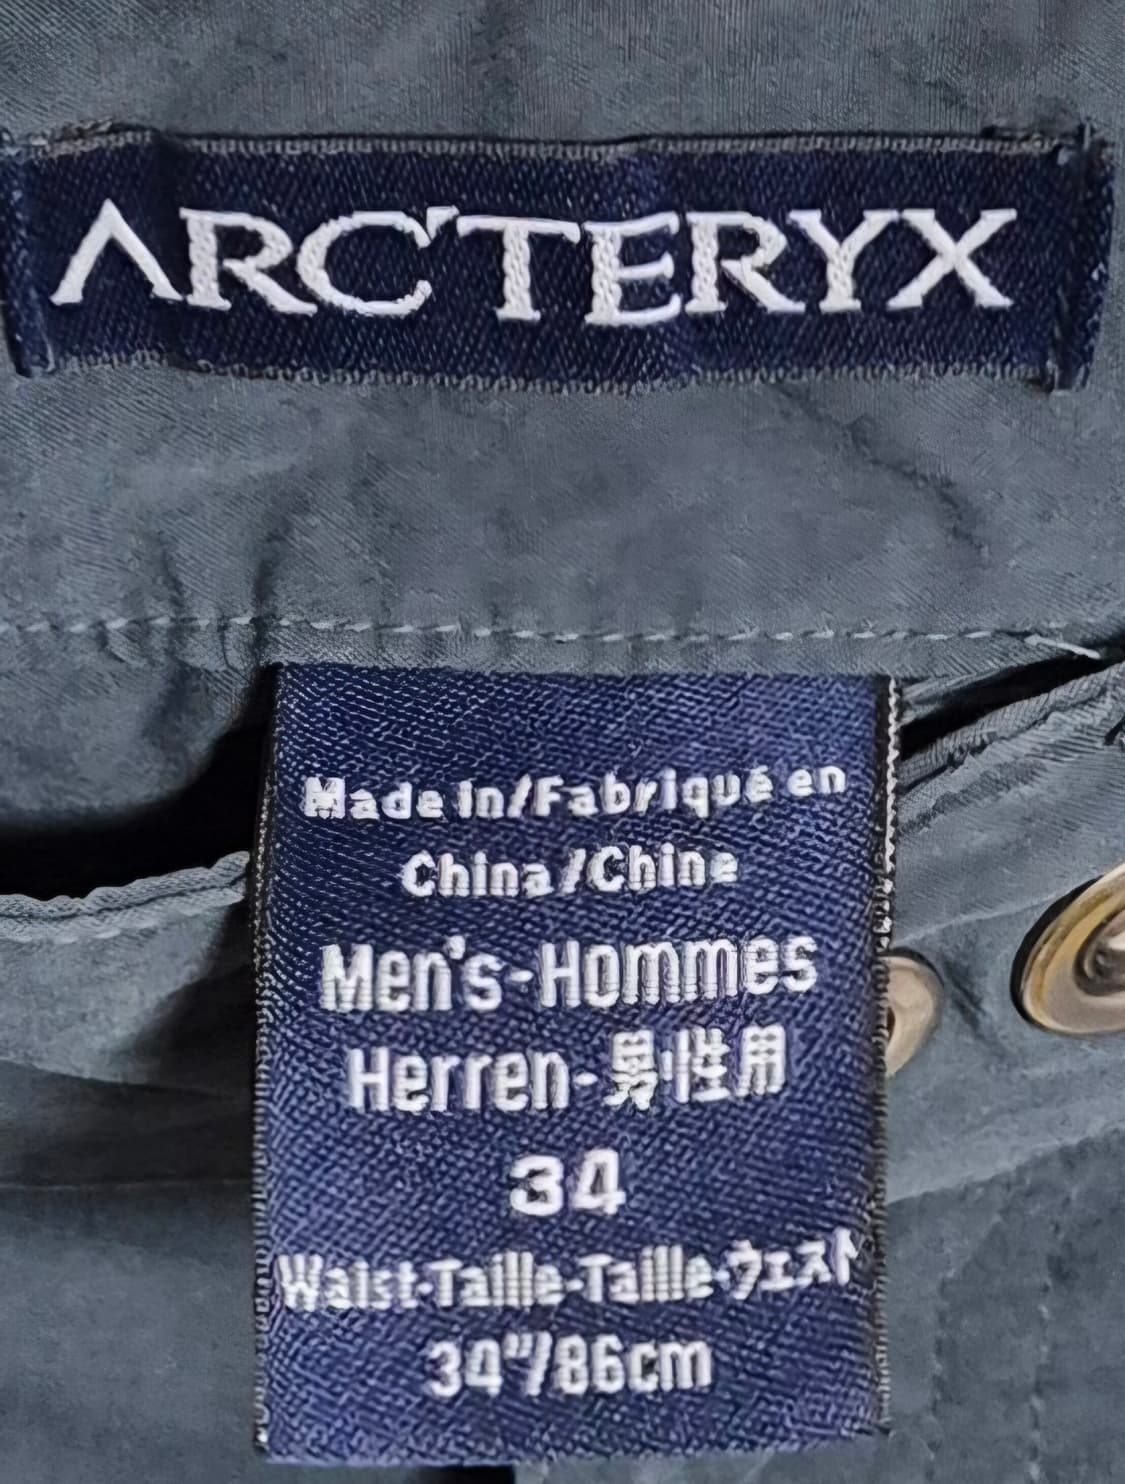 ARC'TERYX
Made in/Fabriqué en
China/Chine
Men's-Hommes
Herren-男性用
34
Waist-Taille-Taille-ウエスト
34"/86cm